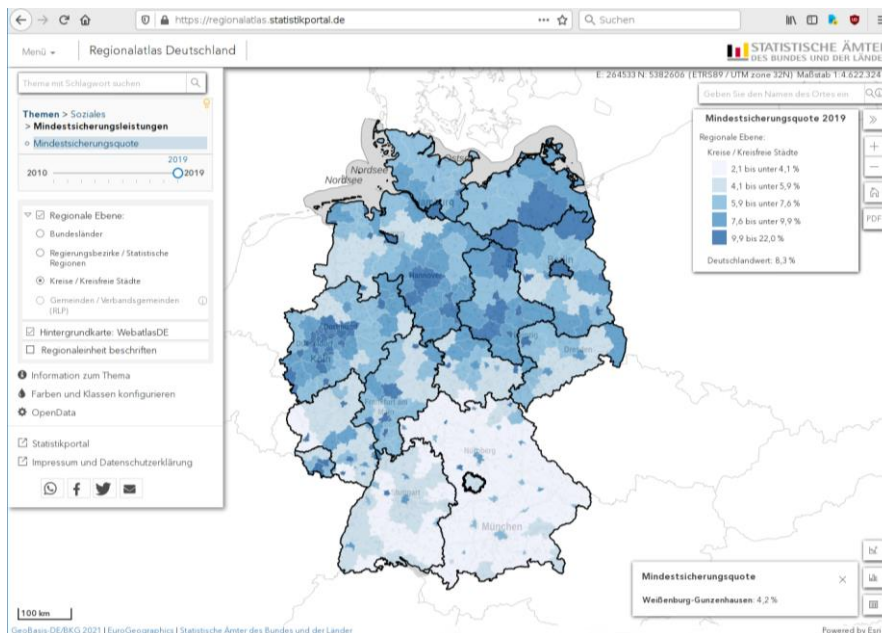 https://regionalatlas.statistikportal.de
Suchen
Menü
Regionalatlas Deutschland
STATISTISCHE ÄMTER
DES BUNDES UND DER LÄNDER
E: 264533 N: 5382606 (ETRS89 / UTM zone 32N) Maßstab 1:4.622.324
Thema mit Schlagwort suchen
Geben Sie den Namen des Ortes ein
Themen > Soziales
> Mindestsicherungsleistungen
Mindestsicherungsquote
2019
2010
2019
Regionale Ebene:
Bundesländer
Regierungsbezirke / Statistische
Regionen
Kreise / Kreisfreie Städte
Gemeinden / Verbandsgemeinden
(RLP)
Hintergrundkarte: WebatlasDE
Regionaleinheit beschriften
Information zum Thema
Farben und Klassen konfigurieren
OpenData
Statistikportal
Impressum und Datenschutzerklärung
Mindestsicherungsquote 2019
Regionale Ebene:
Kreise / Kreisfreie Städte
2,1 bis unter 4,1 %
4,1 bis unter 5,9 %
5,9 bis unter 7,6 %
7,6 bis unter 9,9 %
9,9 bis 22,0 %
Deutschlandwert: 8,3 %
PDF
Nordsee
Nordsee
Ostsee
Hannover
Berlin
Dortmund
Dresden
Frankfurt am
Main
Nürnberg
Stuttgart
München
Mindestsicherungsquote
Weißenburg-Gunzenhausen: 4,2 %
100 km
GeoBasis-DE/BKG 2021 | EuroGeographics | Statistische Ämter des Bundes und der Länder
Powered by Esri